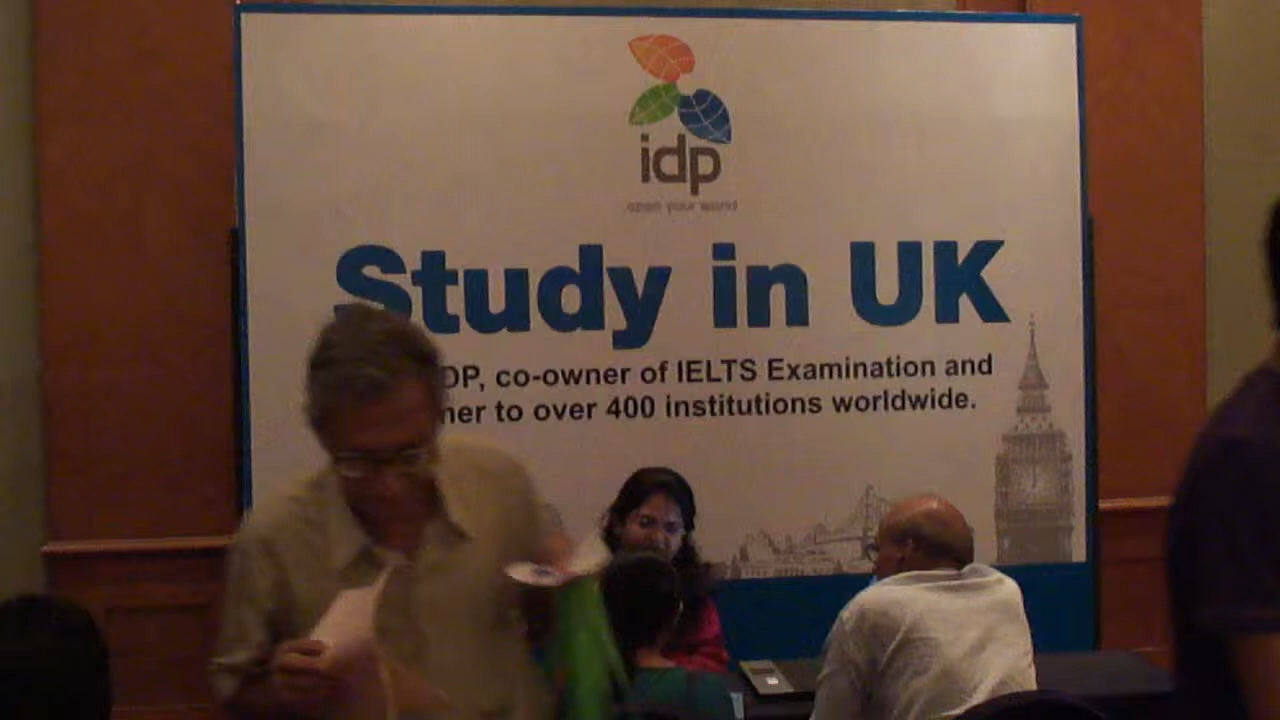 idp
open your world
Study in UK
DP, co-owner of IELTS Examination and
ner to over 400 institutions worldwide.